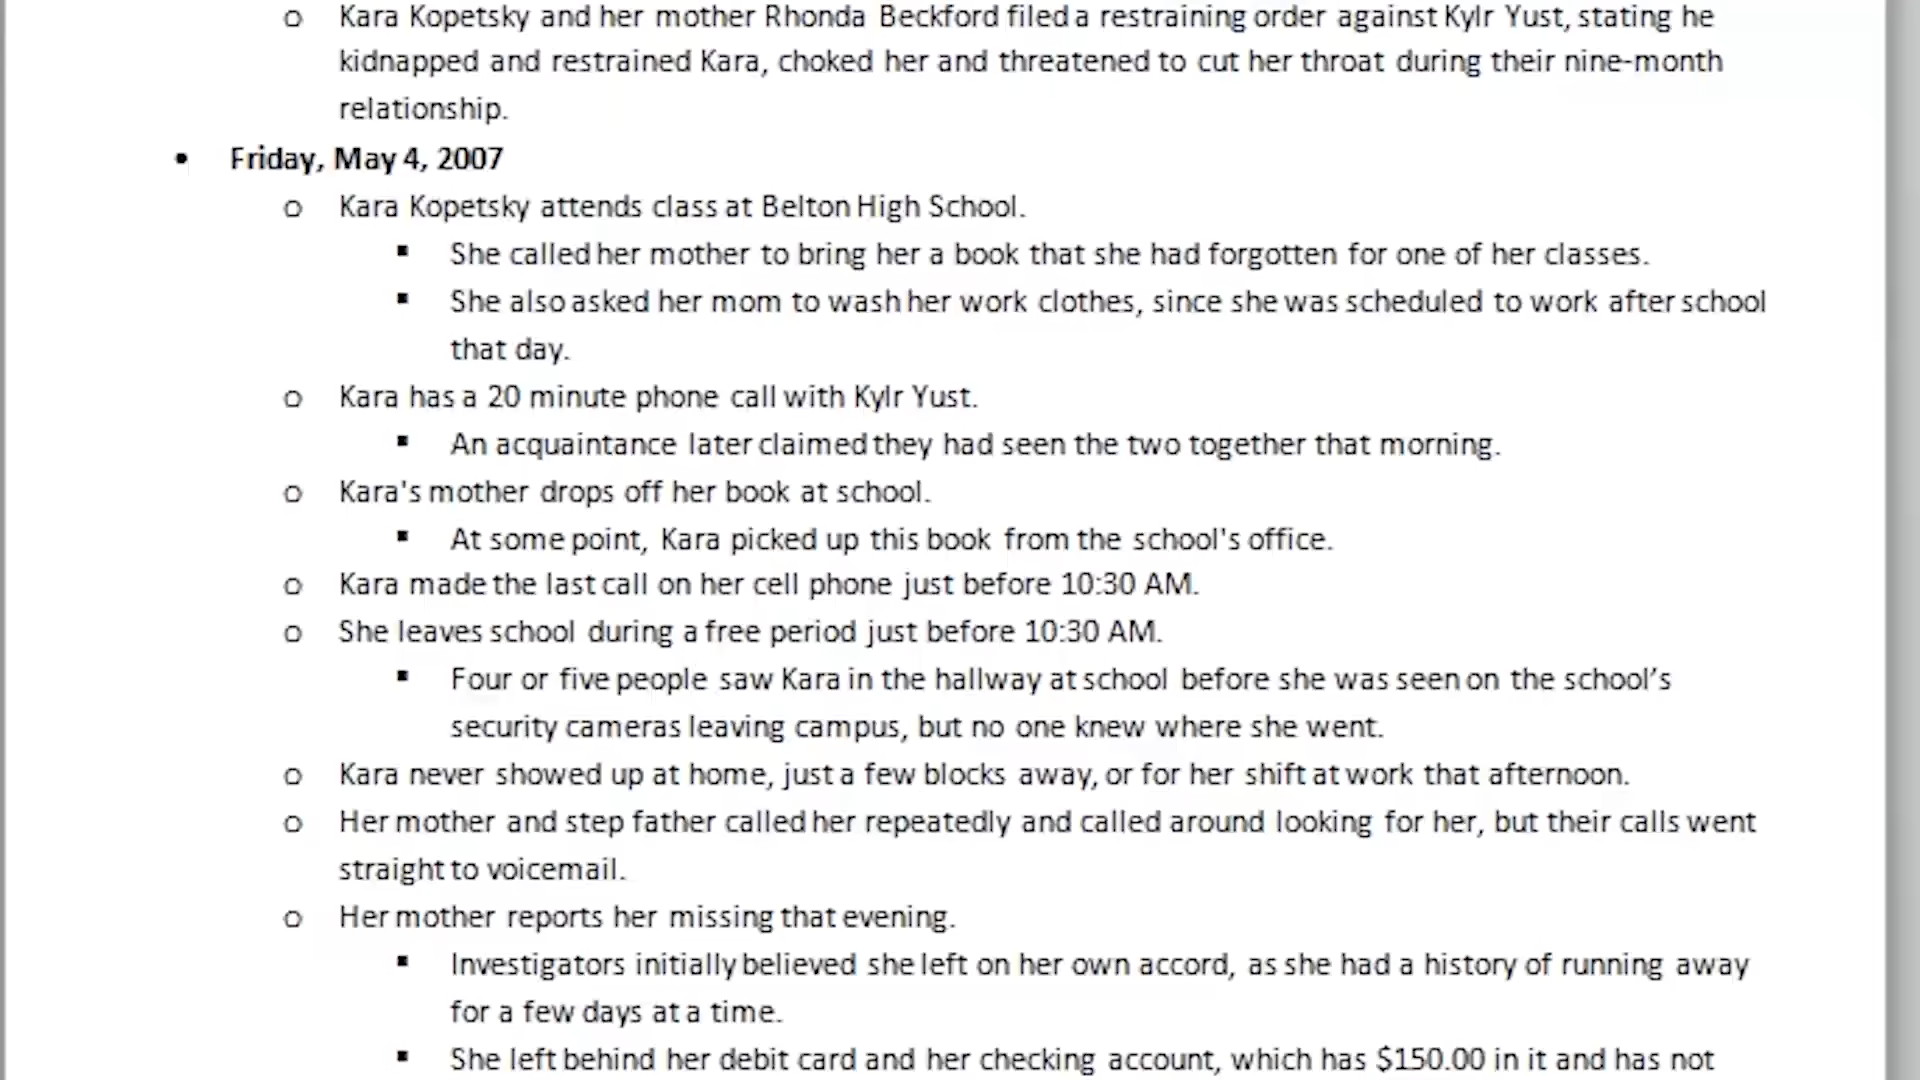 o Kara Kopetsky and her mother Rhonda Beckford filed a restraining order against Kylr Yust, stating he
kidnapped and restrained Kara, choked her and threatened to cut her throat during their nine-month
relationship.
• Friday, May 4, 2007
o Kara Kopetsky attends class at Belton High School.
▪ She called her mother to bring her a book that she had forgotten for one of her classes.
▪ She also asked her mom to wash her work clothes, since she was scheduled to work after school
that day.
o Kara has a 20 minute phone call with Kylr Yust.
▪ An acquaintance later claimed they had seen the two together that morning.
o Kara's mother drops off her book at school.
▪ At some point, Kara picked up this book from the school's office.
o Kara made the last call on her cell phone just before 10:30 AM.
o She leaves school during a free period just before 10:30 AM.
▪ Four or five people saw Kara in the hallway at school before she was seen on the school’s
security cameras leaving campus, but no one knew where she went.
o Kara never showed up at home, just a few blocks away, or for her shift at work that afternoon.
o Her mother and step father called her repeatedly and called around looking for her, but their calls went
straight to voicemail.
o Her mother reports her missing that evening.
▪ Investigators initially believed she left on her own accord, as she had a history of running away
for a few days at a time.
▪ She left behind her debit card and her checking account, which has $150.00 in it and has not